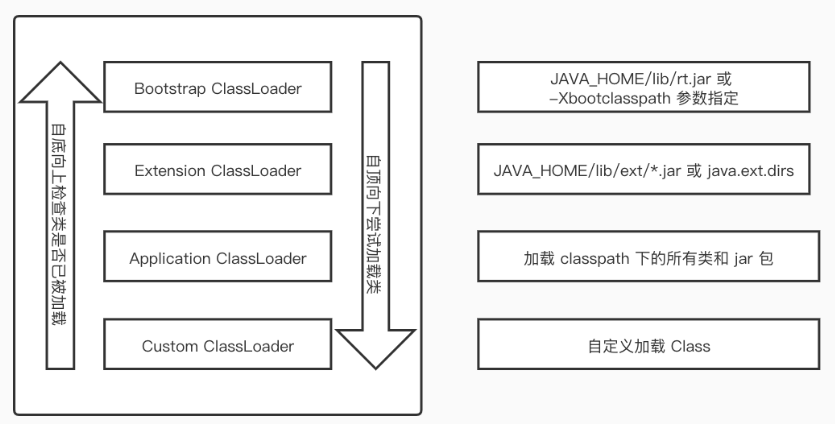 Bootstrap ClassLoader
JAVA_HOME/lib/rt.jar 或
–Xbootclasspath 参数指定
自底向上检查类是否已被加载
自顶向下尝试加载类
Extension ClassLoader
JAVA_HOME/lib/ext/*.jar 或 java.ext.dirs
Application ClassLoader
加载 classpath 下的所有类和 jar 包
Custom ClassLoader
自定义加载 Class